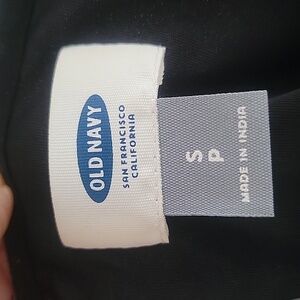 OLD NAVY
SAN FRANCISCO
CALIFORNIA
S
P
MADE IN INDIA